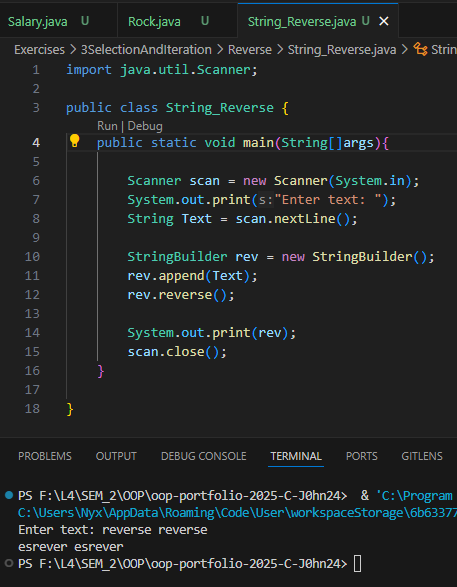 Salary.java U Rock.java U String_Reverse.java U ×
Exercises > 3SelectionAndIteration > Reverse > String_Reverse.java > Strin
1 import java.util.Scanner;
2
3 public class String_Reverse {
Run | Debug
4 public static void main(String[]args){
5
6 Scanner scan = new Scanner(System.in);
7 System.out.print(s:"Enter text: ");
8 String Text = scan.nextLine();
9
10 StringBuilder rev = new StringBuilder();
11 rev.append(Text);
12 rev.reverse();
13
14 System.out.print(rev);
15 scan.close();
16 }
17
18 }
PROBLEMS OUTPUT DEBUG CONSOLE TERMINAL PORTS GITLENS
PS F:\L4\SEM_2\OOP\oop-portfolio-2025-C-J0hn24> & 'C:\Program
C:\Users\Nyx\AppData\Roaming\Code\User\workspaceStorage\6b63377
Enter text: reverse reverse
esrever esrever
PS F:\L4\SEM_2\OOP\oop-portfolio-2025-C-J0hn24>